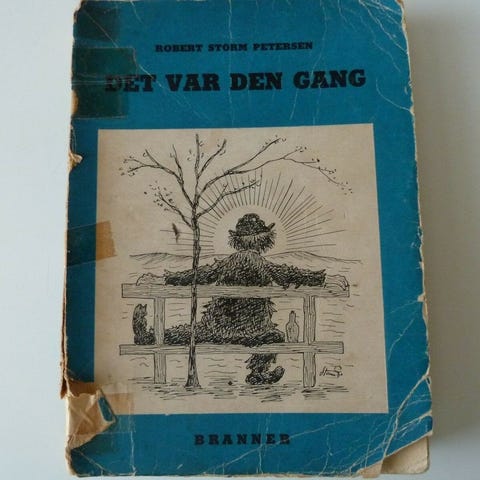 ROBERT STORM PETERSEN
DET VAR DEN GANG
BRANNER